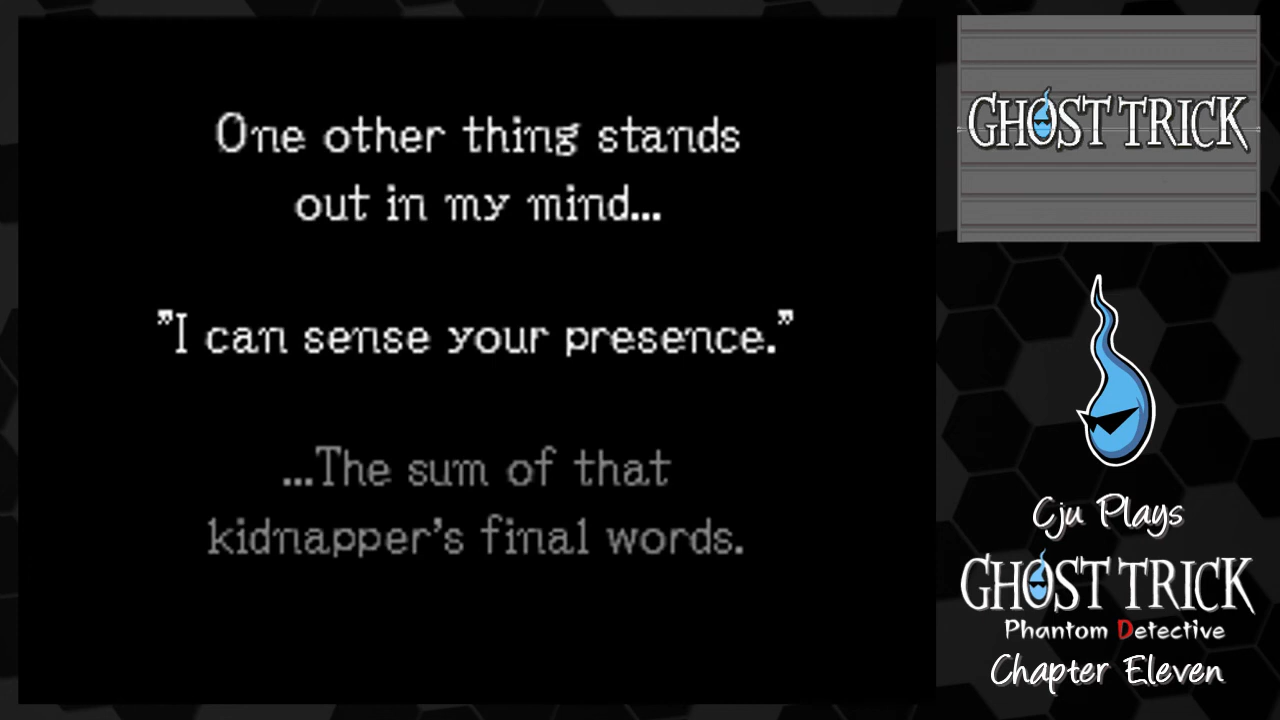 One other thing stands
out in my mind...
"I can sense your presence."
...The sum of that
kidnapper's final words.
GHOST TRICK
Cju Plays
GHOST TRICK
Phantom Detective
Chapter Eleven